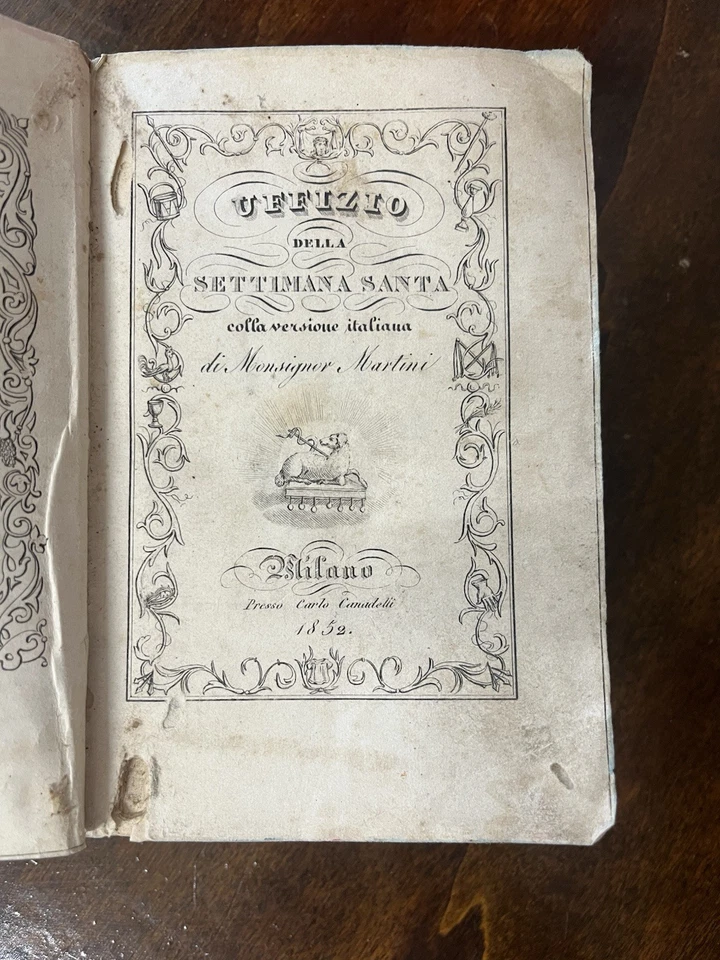 UFFIZIO
DELLA
SETTIMANA SANTA
colla versione italiana
di Monsignor Martini
Milano
Presso Carlo Canadelli
1852.